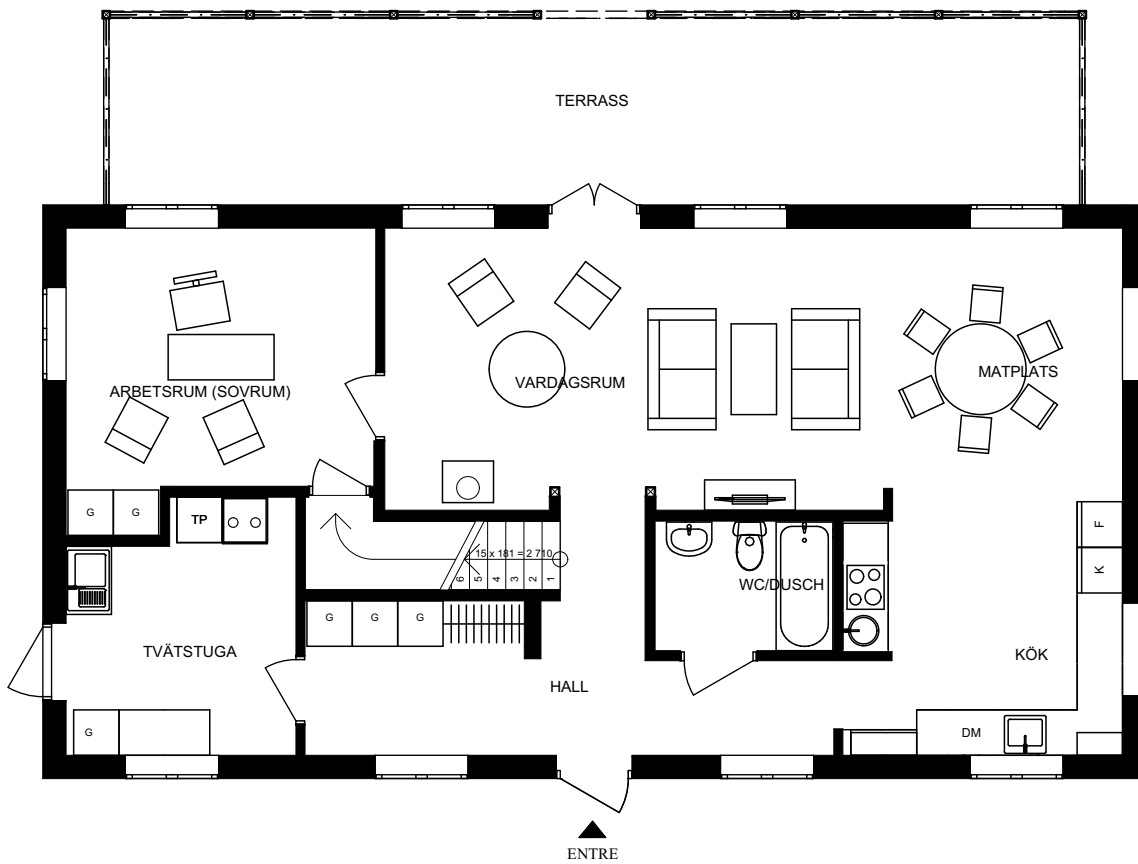 TERRASS
ARBETSRUM (SOVRUM)
VARDAGSRUM
MATPLATS
G
G
TP
F
K
15 x 181 = 2 710
6
5
4
3
2
1
WC/DUSCH
G
G
G
TVÄTSTUGA
HALL
KÖK
G
DM
ENTRE